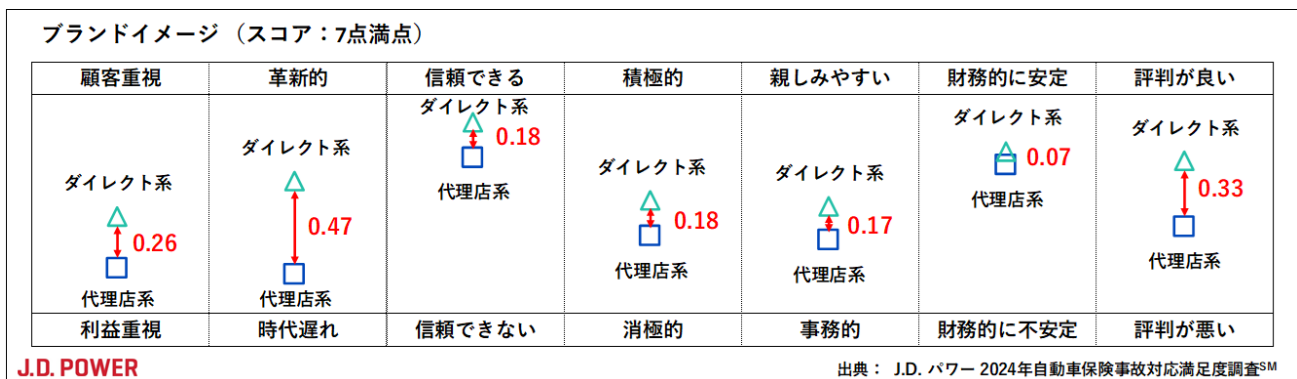 ブランドイメージ （スコア：7点満点）
顧客重視 革新的 信頼できる 積極的 親しみやすい 財務的に安定 評判が良い
ダイレクト系
0.26
代理店系
ダイレクト系
0.47
代理店系
ダイレクト系
0.18
代理店系
ダイレクト系
0.18
代理店系
ダイレクト系
0.17
代理店系
ダイレクト系
0.07
代理店系
ダイレクト系
0.33
代理店系
利益重視 時代遅れ 信頼できない 消極的 事務的 財務的に不安定 評判が悪い
J.D. POWER
出典： J.D. パワー 2024年自動車保険事故対応満足度調査SM